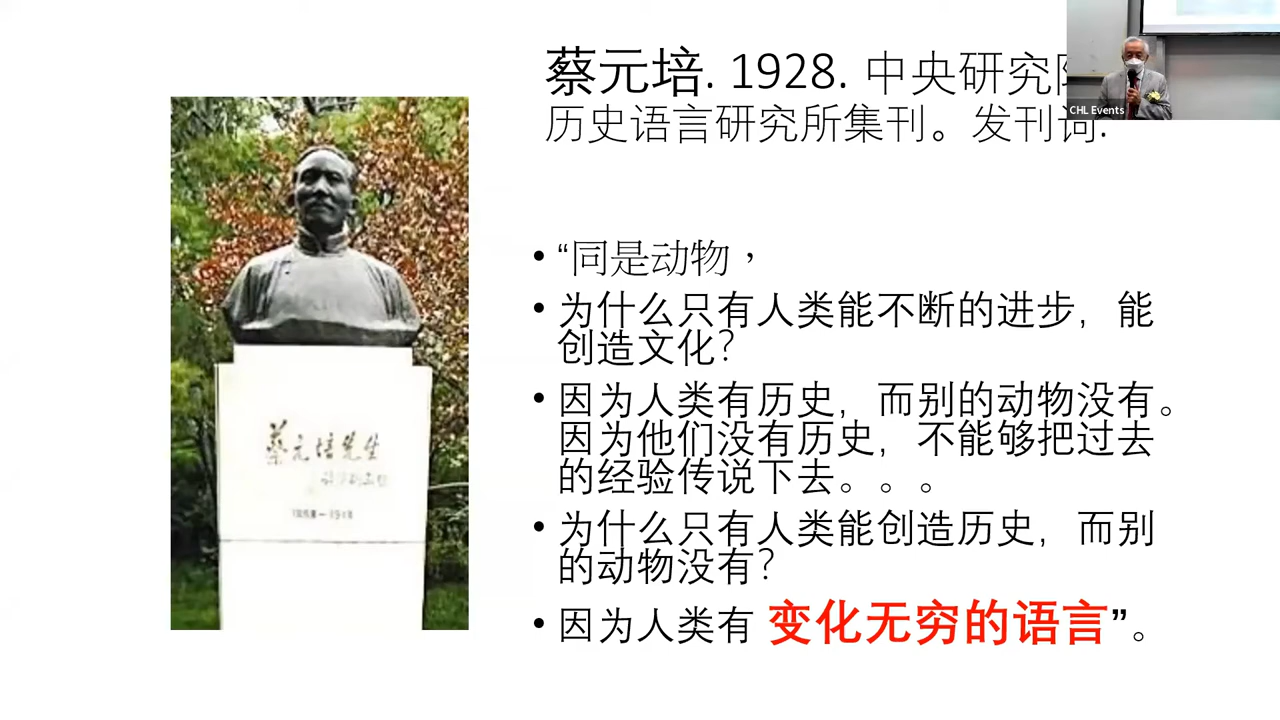 蔡元培. 1928. 中央研究
历史语言研究所集刊。发刊词.
CHL Events
• “同是动物，
• 为什么只有人类能不断的进步，能
创造文化？
• 因为人类有历史，而别的动物没有。
因为他们没有历史，不能够把过去
的经验传说下去。。。
• 为什么只有人类能创造历史，而别
的动物没有？
• 因为人类有 变化无穷的语言”。
蔡元培先生